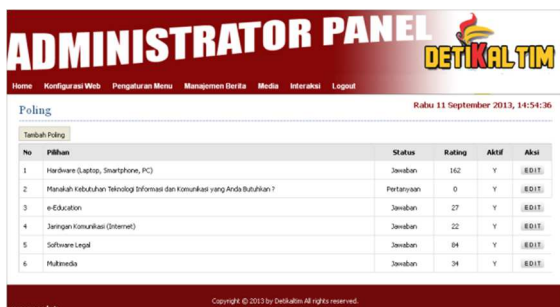 ADMINISTRATOR PANEL
DETIKALTIM
Home Konfigurasi Web Pengaturan Menu Manajemen Berita Media Interaksi Logout
Poling
Rabu 11 September 2013, 14:54:36
Tambah Poling
No Pilihan Status Rating Aktif Aksi
1 Hardware (Laptop, Smartphone, PC) Jawaban 162 Y EDIT
2 Manakah Kebutuhan Teknologi Informasi dan Komunikasi yang Anda Butuhkan ? Pertanyaan 0 Y EDIT
3 e-Education Jawaban 27 Y EDIT
4 Jaringan Komunikasi (Internet) Jawaban 22 Y EDIT
5 Software Legal Jawaban 84 Y EDIT
6 Multimedia Jawaban 34 Y EDIT
Copyright © 2013 by Detikaltim All rights reserved.